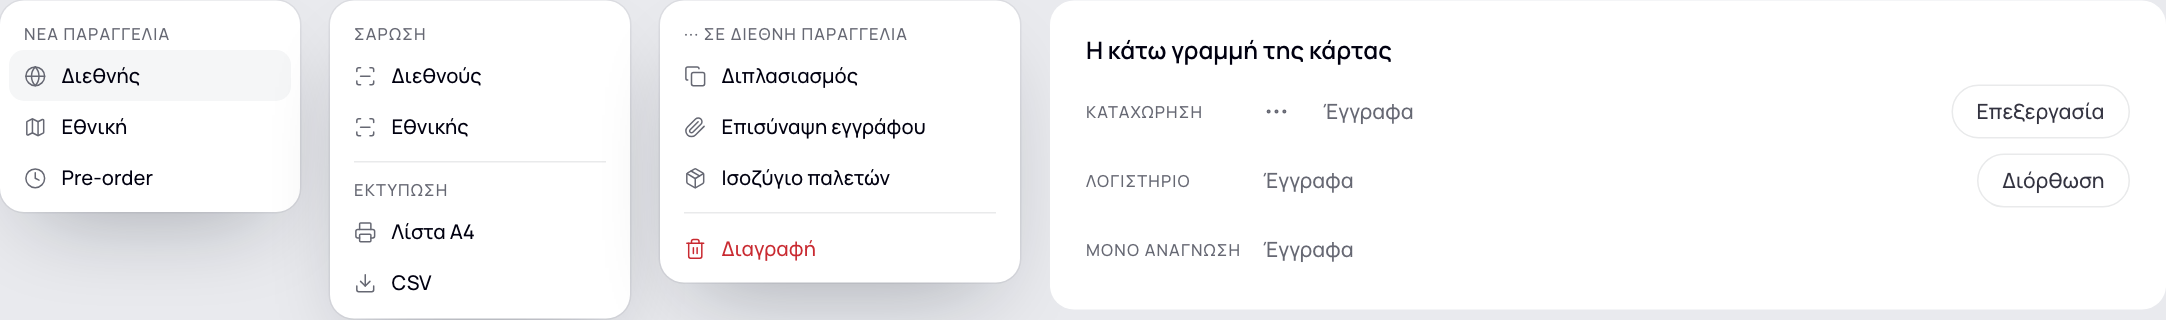 ΝΕΑ ΠΑΡΑΓΓΕΛΙΑ
Διεθνής
Εθνική
Pre-order
ΣΑΡΩΣΗ
Διεθνούς
Εθνικής
ΕΚΤΥΠΩΣΗ
Λίστα Α4
CSV
··· ΣΕ ΔΙΕΘΝΗ ΠΑΡΑΓΓΕΛΙΑ
Διπλασιασμός
Επισύναψη εγγράφου
Ισοζύγιο παλετών
Διαγραφή
Η κάτω γραμμή της κάρτας
ΚΑΤΑΧΩΡΗΣΗ ··· Έγγραφα Επεξεργασία
ΛΟΓΙΣΤΗΡΙΟ Έγγραφα Διόρθωση
ΜΟΝΟ ΑΝΑΓΝΩΣΗ Έγγραφα